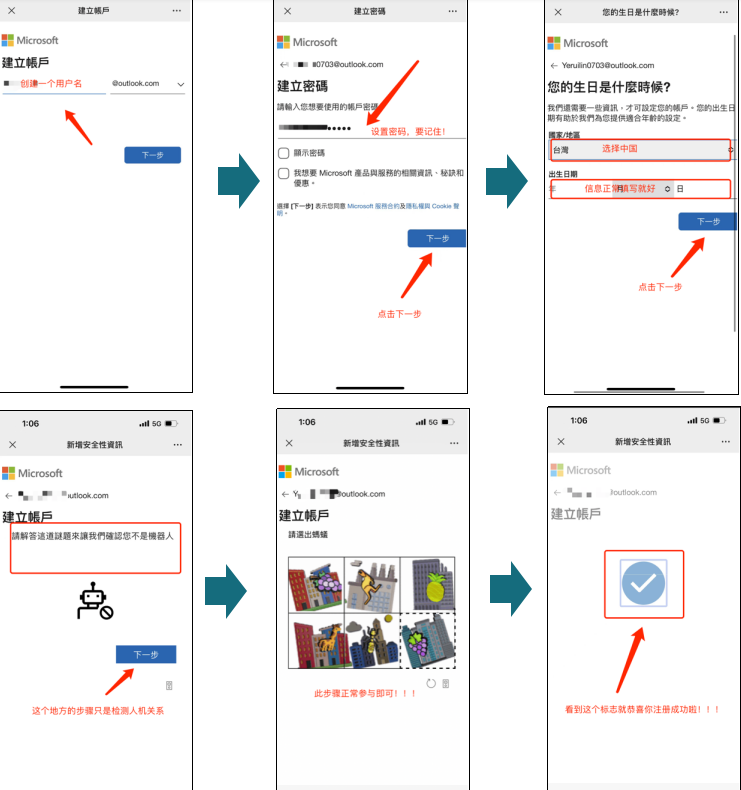 建立帳戶
Microsoft
建立帳戶
创建一个用户名
@outlook.com
下一步
建立密碼
Microsoft
0703@outlook.com
建立密碼
請輸入您想要使用的帳戶密碼
设置密码，要记住！
顯示密碼
我想要 Microsoft 產品與服務的相關資訊、秘訣和
優惠。
選擇 [下一步] 表示您同意 Microsoft 服務合約及隱私權與 Cookie 聲
明。
下一步
点击下一步
您的生日是什麼時候?
Microsoft
Yeruilin0703@outlook.com
您的生日是什麼時候?
我們還需要一些資訊，才可設定您的帳戶。您的出生日
期有助於我們為您提供適合年齡的設定。
國家/地區
台灣
选择中国
出生日期
年 信息正常填写就好 月 日
下一步
点击下一步
1:06
5G
新增安全性資訊
Microsoft
utlook.com
建立帳戶
請解答這道謎題來讓我們確認您不是機器人
下一步
这个地方的步骤只是检测人机关系
1:06
5G
新增安全性資訊
Microsoft
@outlook.com
建立帳戶
請選出螞蟻
此步骤正常参与即可！！！
1:06
5G
新增安全性資訊
Microsoft
outlook.com
建立帳戶
看到这个标志就恭喜你注册成功啦！！！